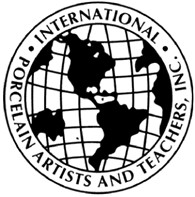 • INTERNATIONAL •
PORCELAIN ARTISTS AND TEACHERS, INC.